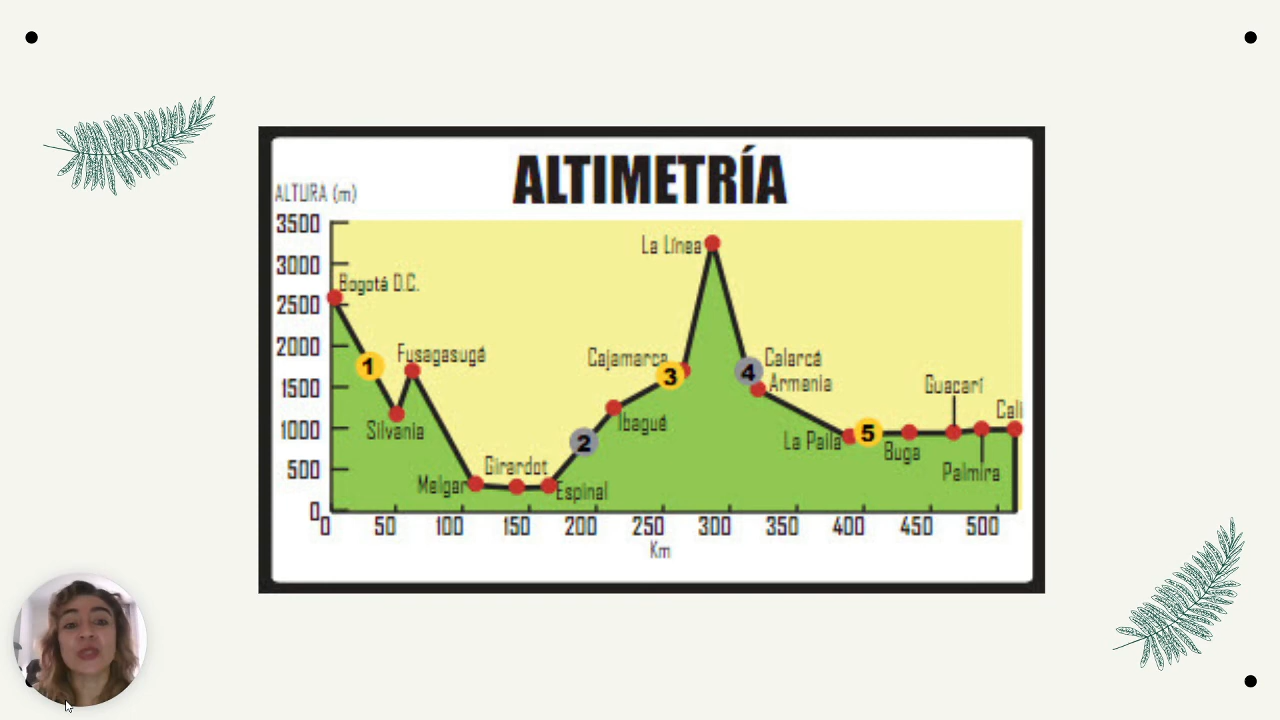 ALTIMETRÍA
ALTURA (m)
3500
3000
2500
2000
1500
1000
500
0
Bogotá D.C.
1
Fusagasugá
Silvania
Melgar
Girardot
Espinal
2
Ibagué
Cajamarca
3
La Línea
4
Calarcá
Armenia
La Paila
5
Buga
Guacarí
Palmira
Cali
0 50 100 150 200 250 300 350 400 450 500
Km